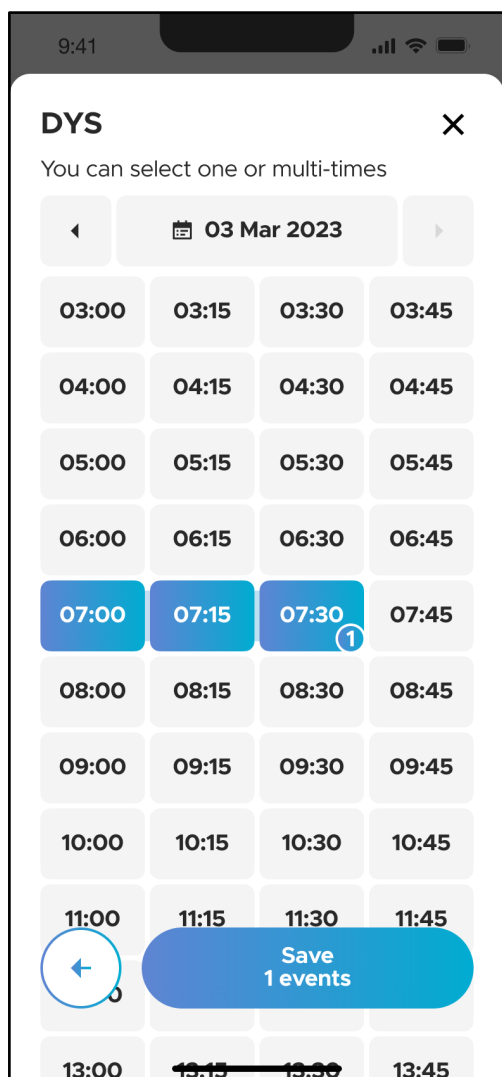 9:41
DYS
You can select one or multi-times
03 Mar 2023
03:00 03:15 03:30 03:45
04:00 04:15 04:30 04:45
05:00 05:15 05:30 05:45
06:00 06:15 06:30 06:45
07:00 07:15 07:30 07:45
1
08:00 08:15 08:30 08:45
09:00 09:15 09:30 09:45
10:00 10:15 10:30 10:45
11:00 11:15 11:30 11:45
Save
1 events
13:00 13:15 13:30 13:45